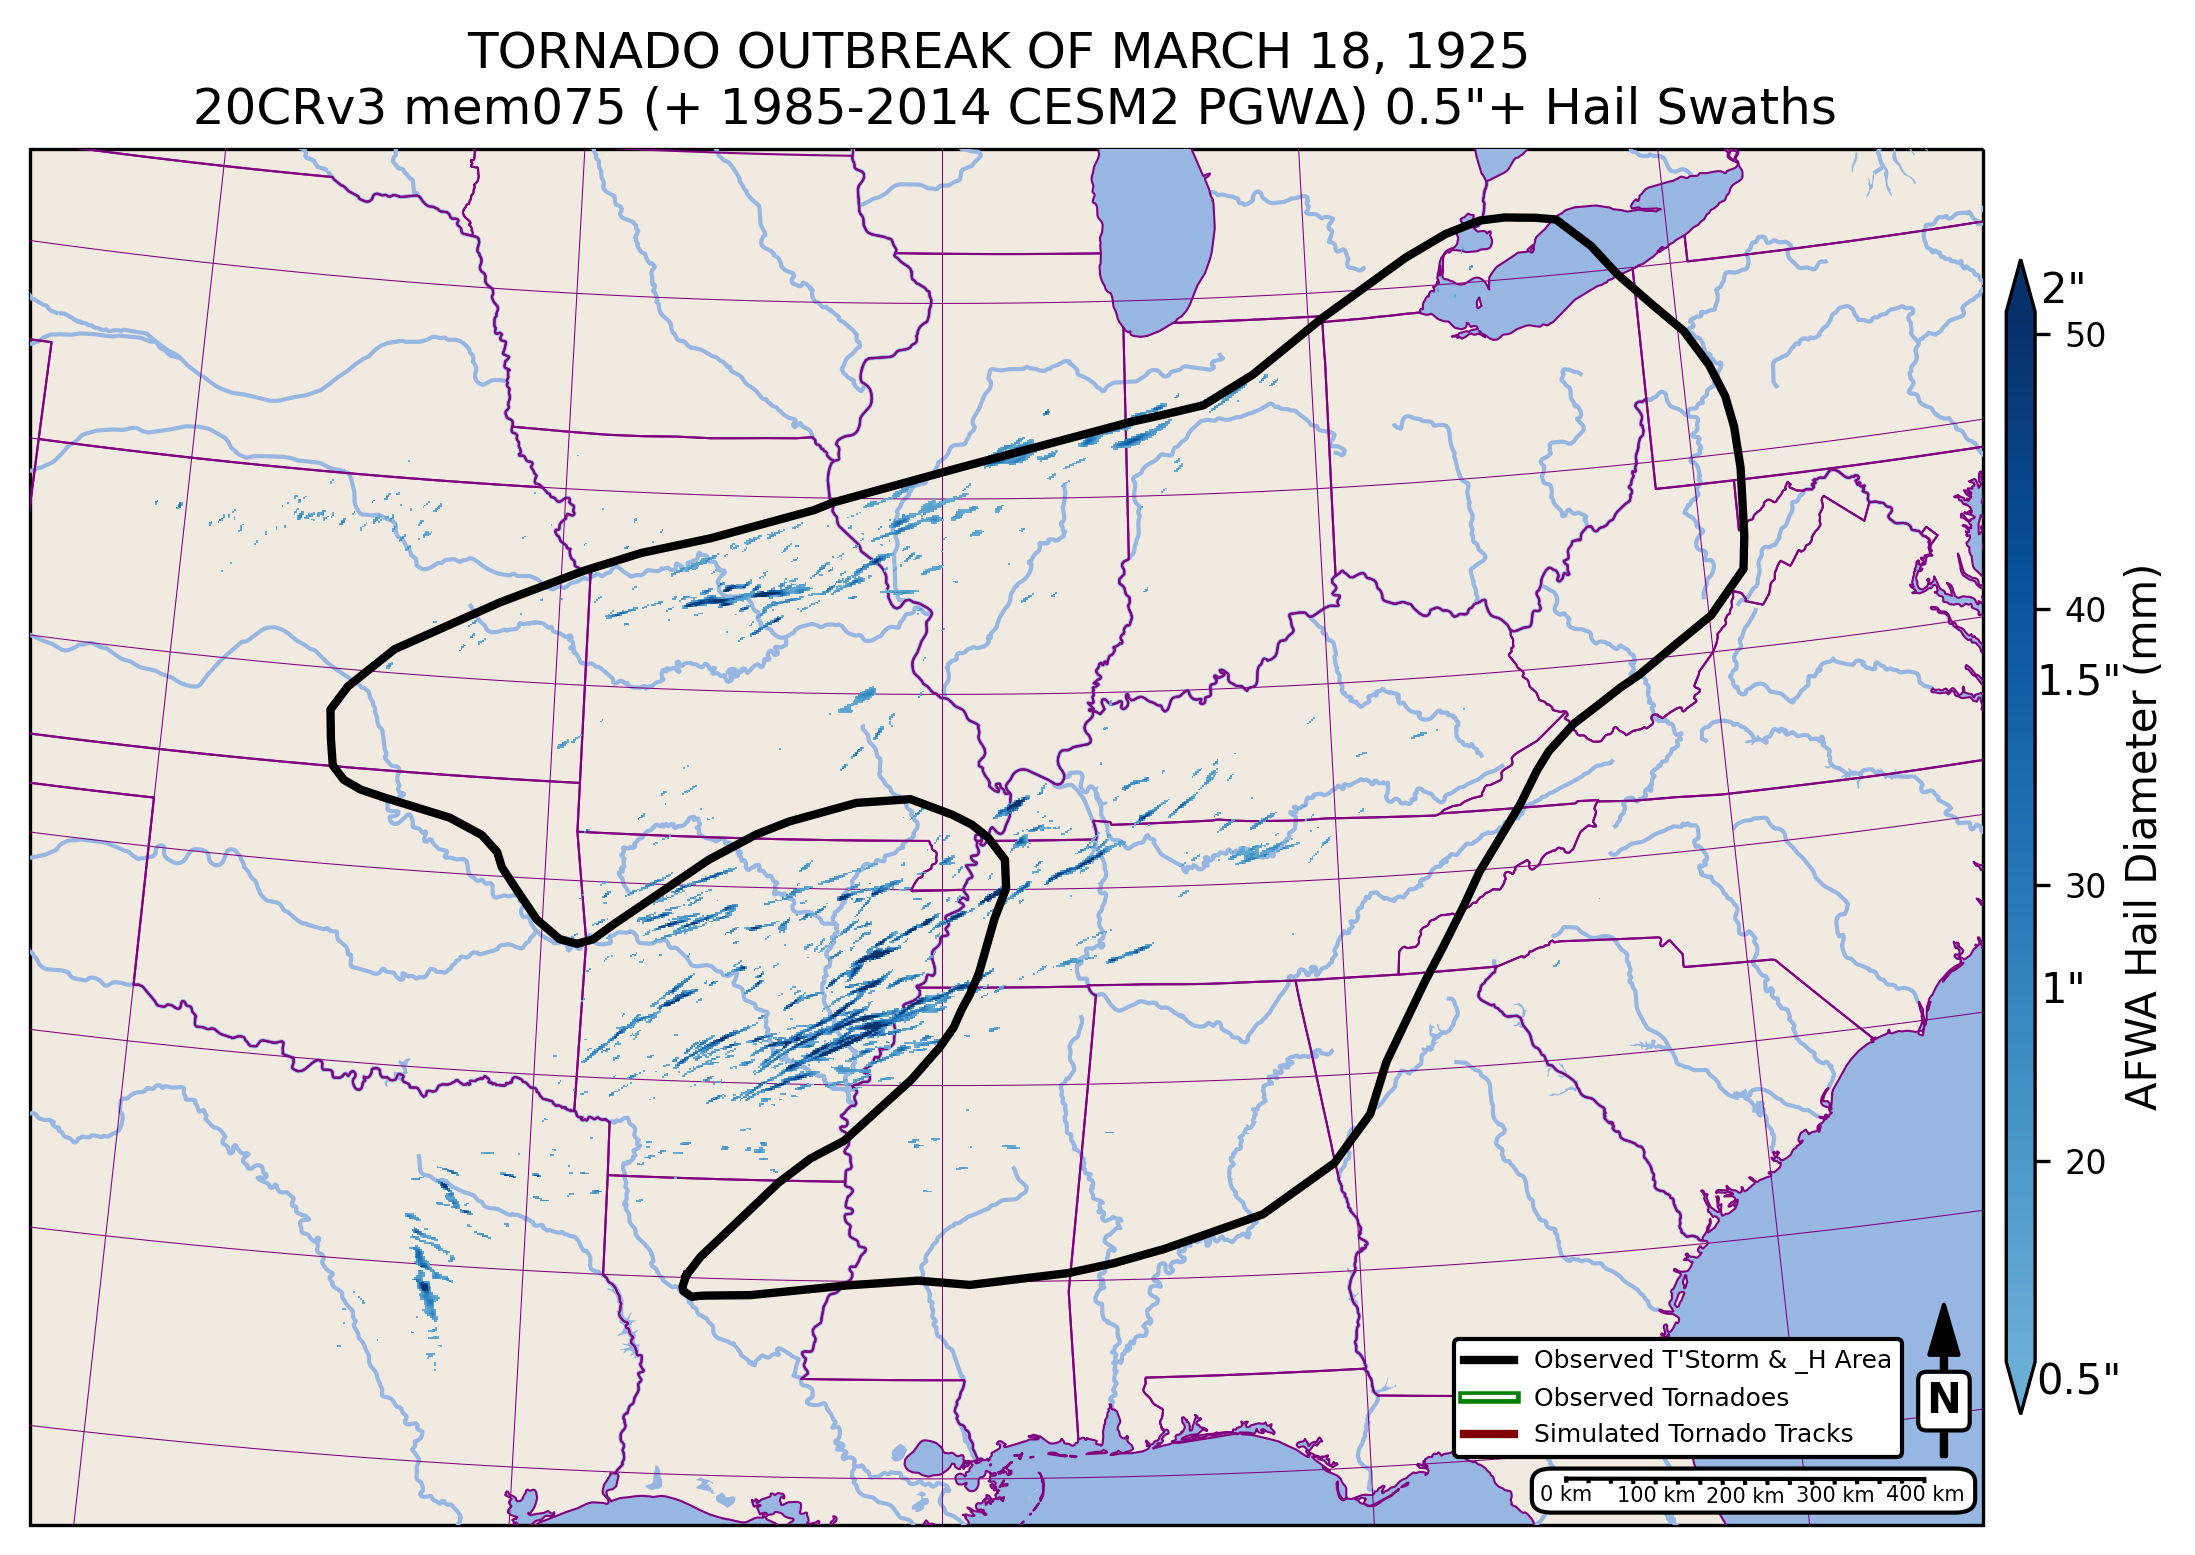 TORNADO OUTBREAK OF MARCH 18, 1925
20CRv3 mem075 (+ 1985-2014 CESM2 PGWΔ) 0.5"+ Hail Swaths
2"
50
40
1.5"
30
1"
20
0.5"
AFWA Hail Diameter (mm)
Observed T'Storm & _H Area
Observed Tornadoes
Simulated Tornado Tracks
N
0 km 100 km 200 km 300 km 400 km